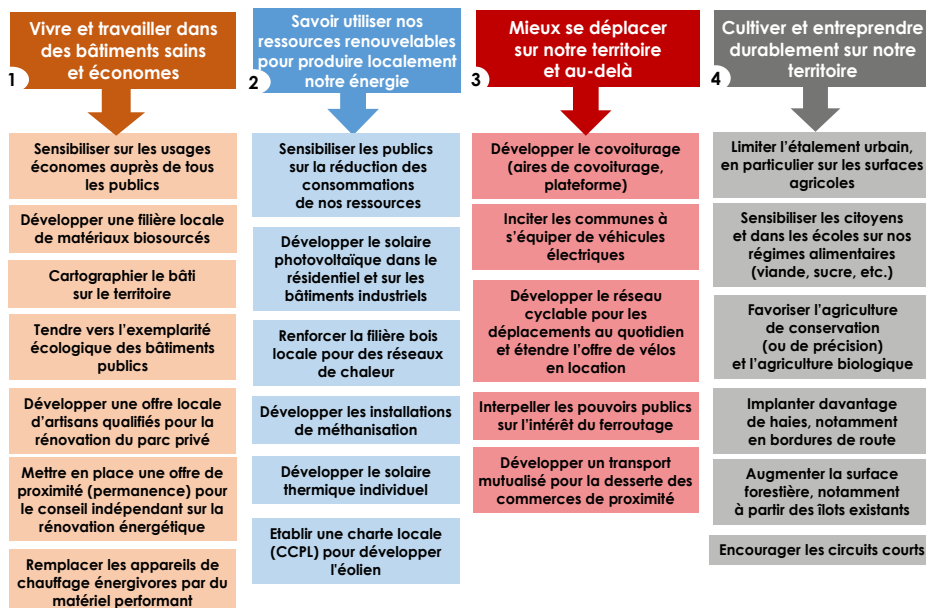 Vivre et travailler dans
des bâtiments sains
et économes
1
Sensibiliser sur les usages
économes auprès de tous
les publics
Développer une filière locale
de matériaux biosourcés
Cartographier le bâti
sur le territoire
Tendre vers l'exemplarité
écologique des bâtiments
publics
Développer une offre locale
d'artisans qualifiés pour la
rénovation du parc privé
Mettre en place une offre de
proximité (permanence) pour
le conseil indépendant sur la
rénovation énergétique
Remplacer les appareils de
chauffage énergivores par du
matériel performant
Savoir utiliser nos
ressources renouvelables
pour produire localement
notre énergie
2
Sensibiliser les publics
sur la réduction des
consommations
de nos ressources
Développer le solaire
photovoltaïque dans le
résidentiel et sur les
bâtiments industriels
Renforcer la filière bois
locale pour des réseaux
de chaleur
Développer les installations
de méthanisation
Développer le solaire
thermique individuel
Etablir une charte locale
(CCPL) pour développer
l'éolien
Mieux se déplacer
sur notre territoire
et au-delà
3
Développer le covoiturage
(aires de covoiturage,
plateforme)
Inciter les communes à
s'équiper de véhicules
électriques
Développer le réseau
cyclable pour les
déplacements au quotidien
et étendre l'offre de vélos
en location
Interpeller les pouvoirs publics
sur l'intérêt du ferroutage
Développer un transport
mutualisé pour la desserte des
commerces de proximité
Cultiver et entreprendre
durablement sur notre
territoire
4
Limiter l'étalement urbain,
en particulier sur les surfaces
agricoles
Sensibiliser les citoyens
et dans les écoles sur nos
régimes alimentaires
(viande, sucre, etc.)
Favoriser l'agriculture
de conservation
(ou de précision)
et l'agriculture biologique
Implanter davantage
de haies, notamment
en bordures de route
Augmenter la surface
forestière, notamment
à partir des îlots existants
Encourager les circuits courts